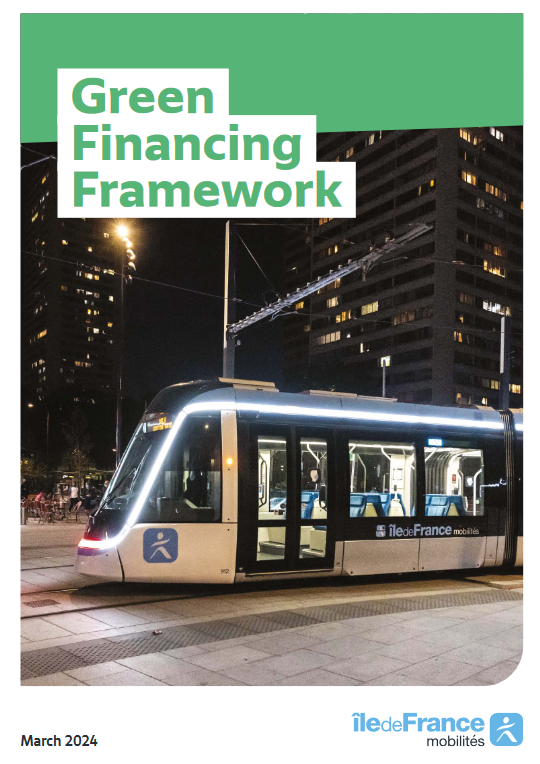 Green
Financing
Framework
îledeFrance mobilités
March 2024
îledeFrance
mobilités